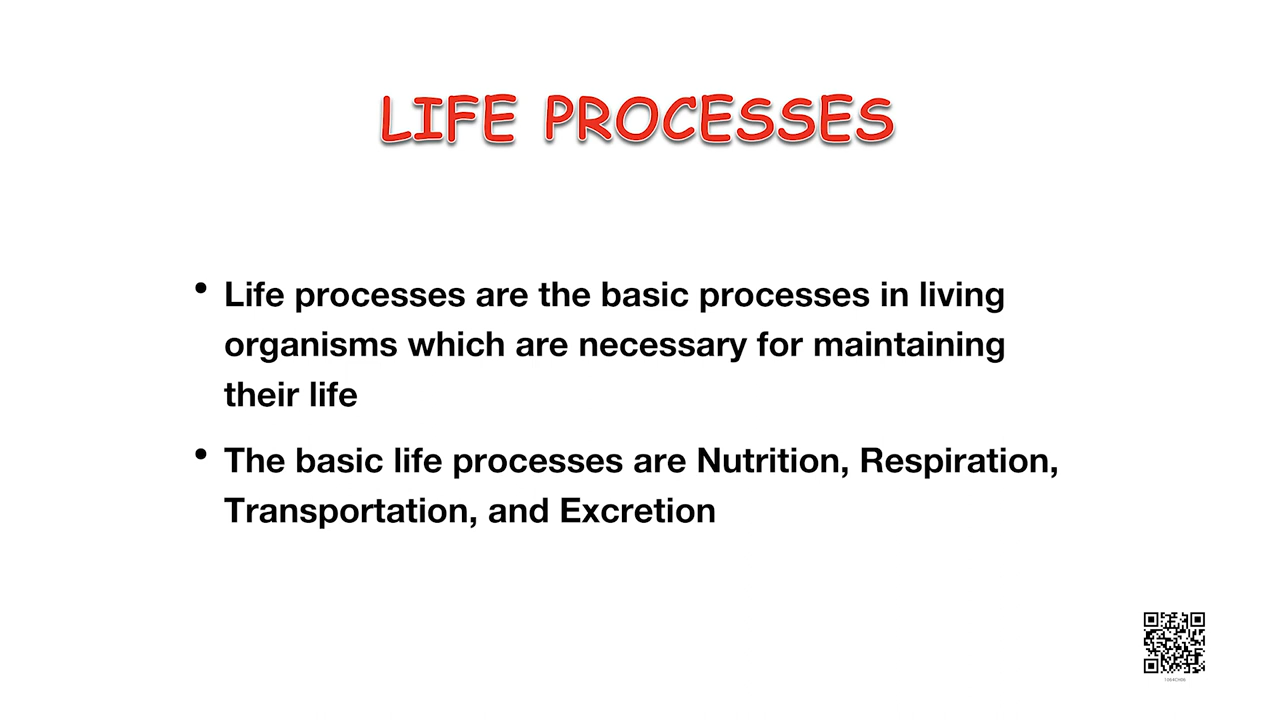 LIFE PROCESSES
• Life processes are the basic processes in living
organisms which are necessary for maintaining
their life
• The basic life processes are Nutrition, Respiration,
Transportation, and Excretion